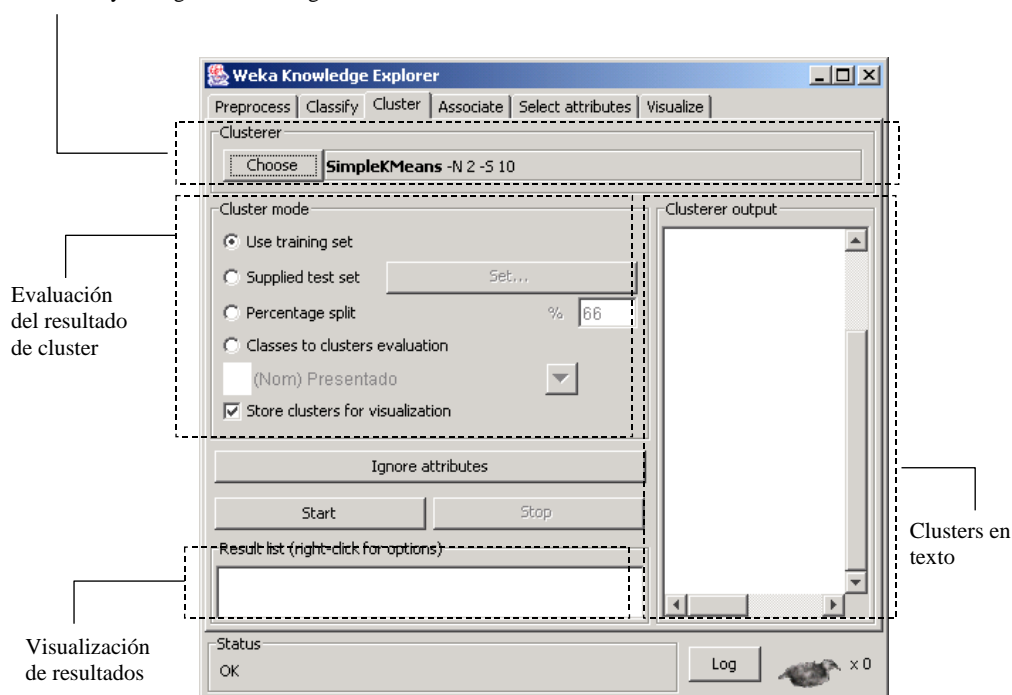 Weka Knowledge Explorer
Preprocess Classify Cluster Associate Select attributes Visualize
Clusterer
Choose SimpleKMeans -N 2 -S 10
Cluster mode
Use training set
Supplied test set Set...
Percentage split % 66
Classes to clusters evaluation
(Nom) Presentado
Store clusters for visualization
Ignore attributes
Start Stop
Result list (right-click for options)
Clusterer output
Status
OK
Log x 0
Evaluación
del resultado
de cluster
Visualización
de resultados
Clusters en
texto